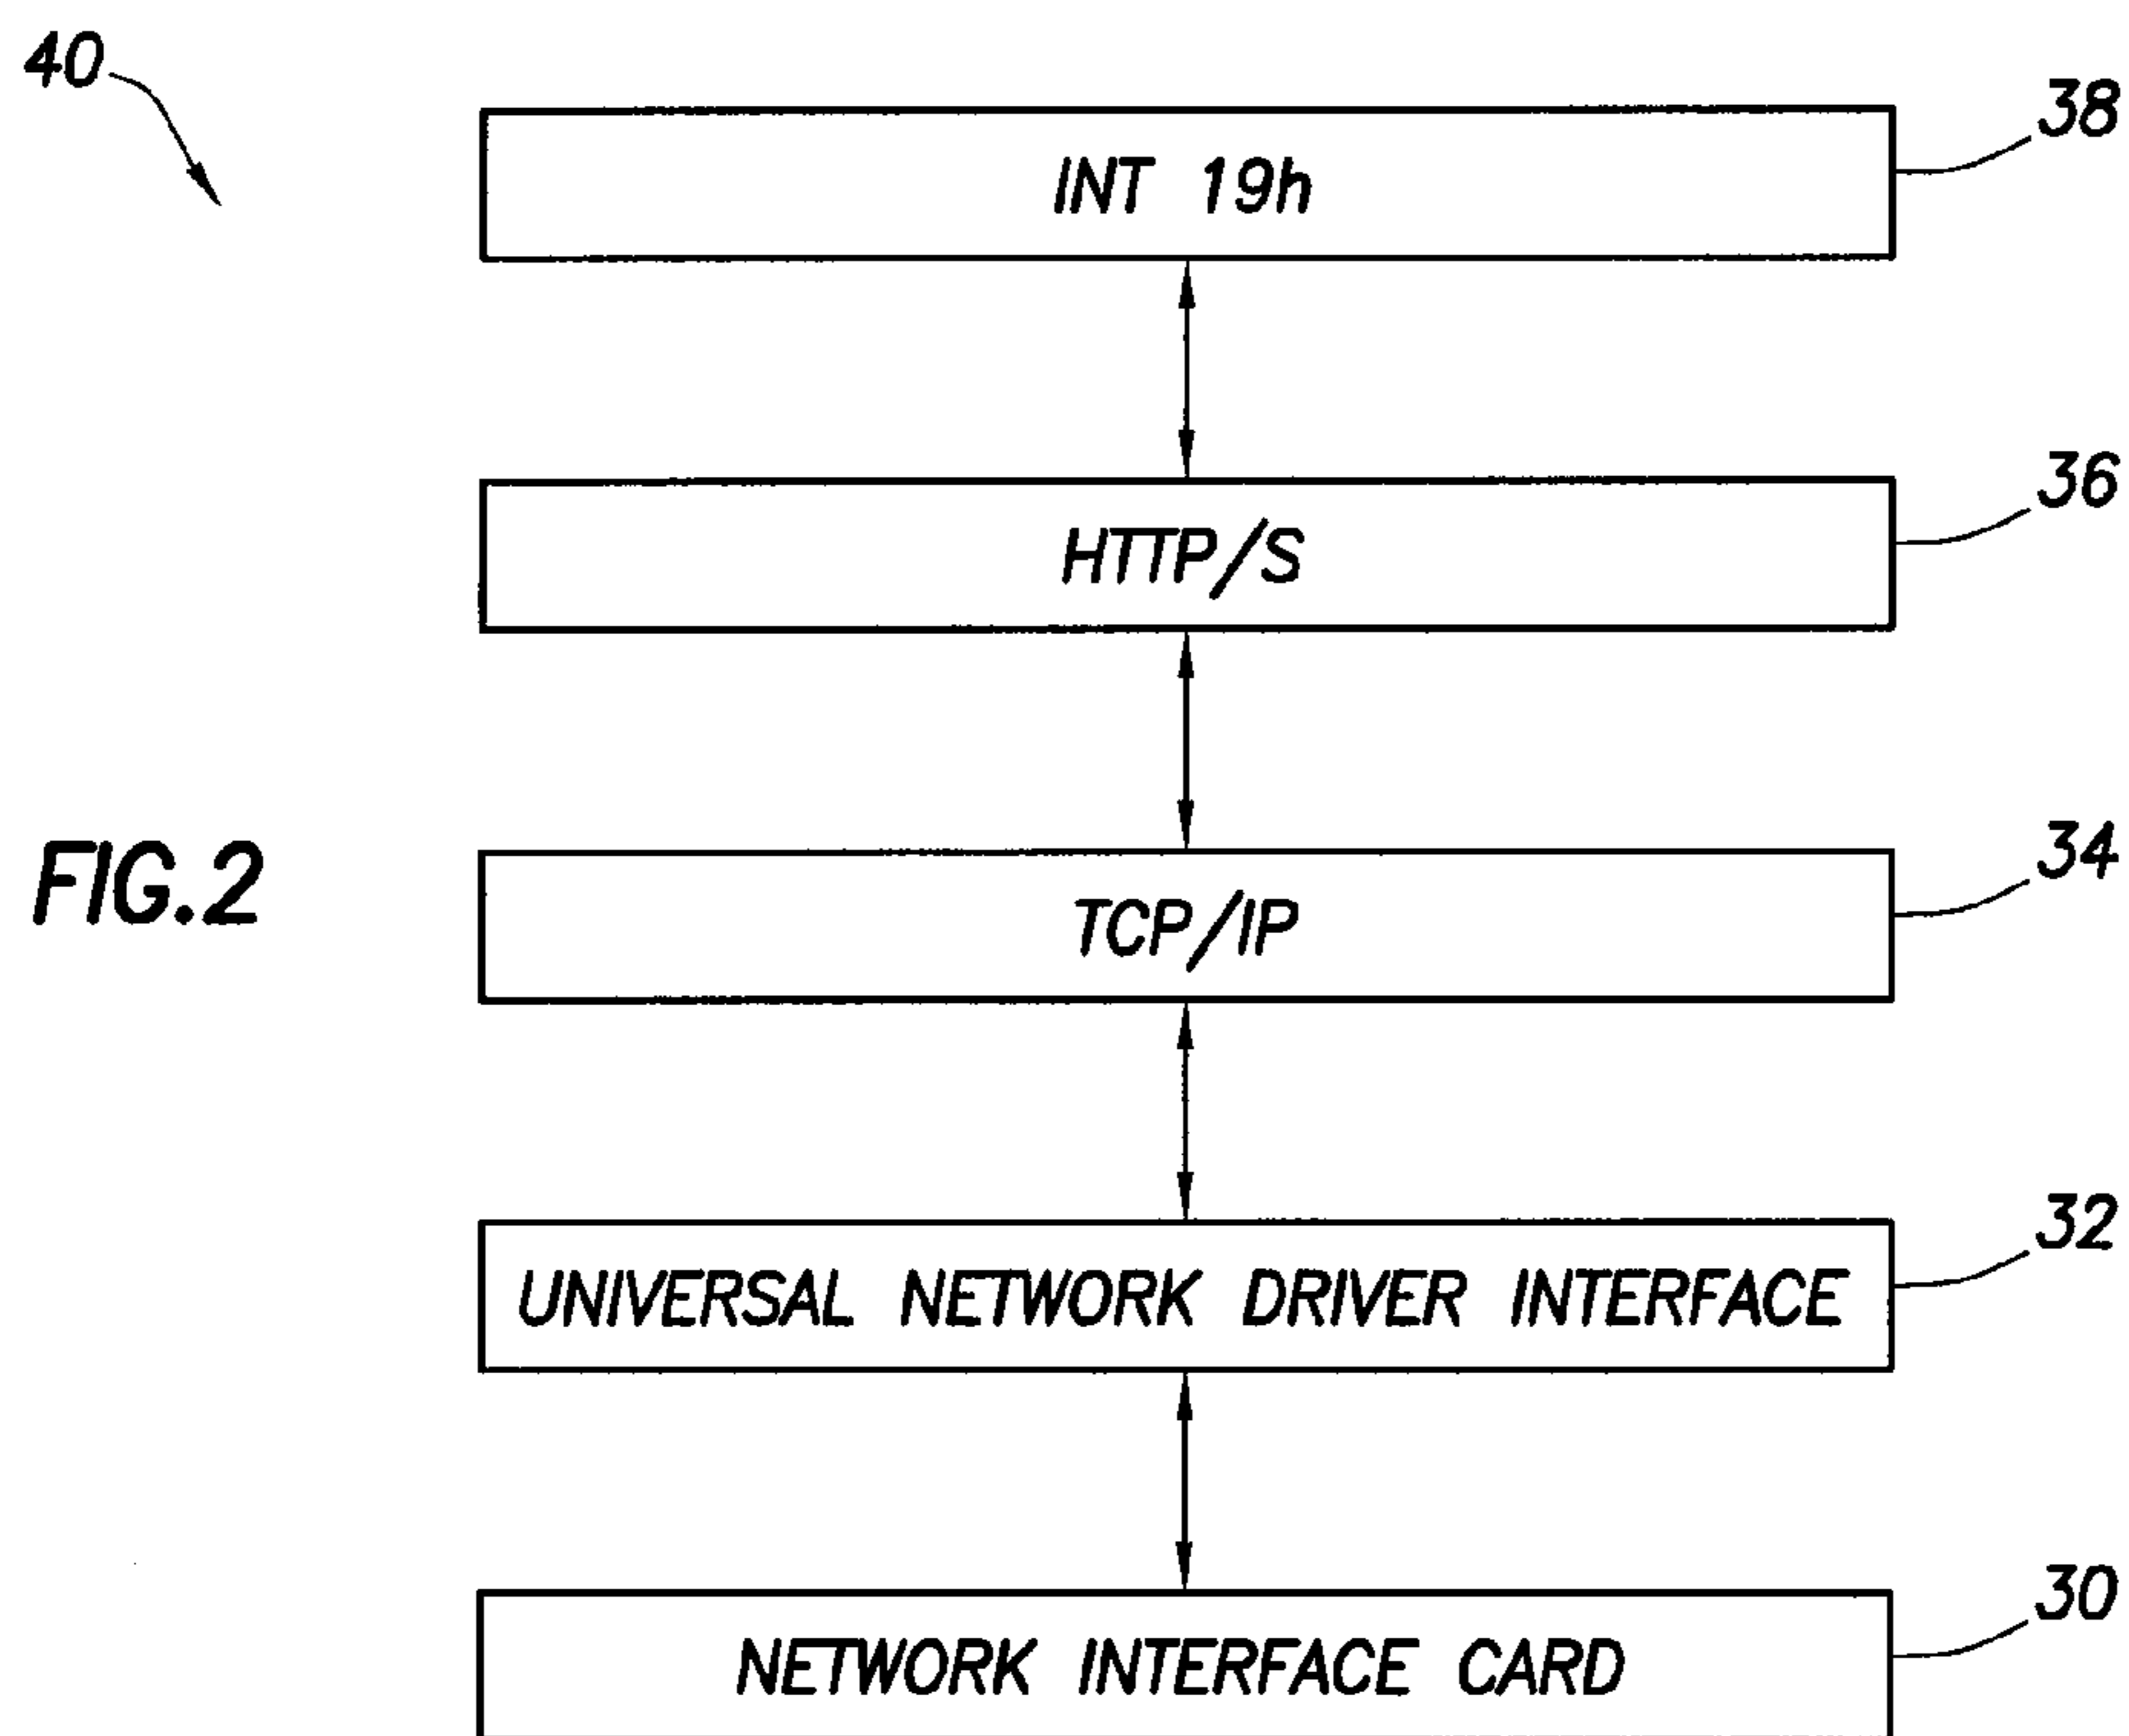 40
38
INT 19h
36
HTTP/S
34
FIG.2
TCP/IP
32
UNIVERSAL NETWORK DRIVER INTERFACE
30
NETWORK INTERFACE CARD